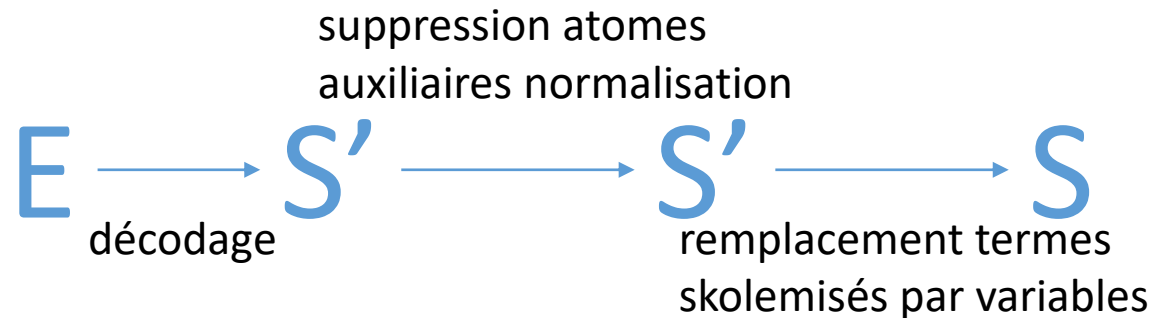 suppression atomes
auxiliaires normalisation
E S’ S’ S
décodage
remplacement termes
skolemisés par variables